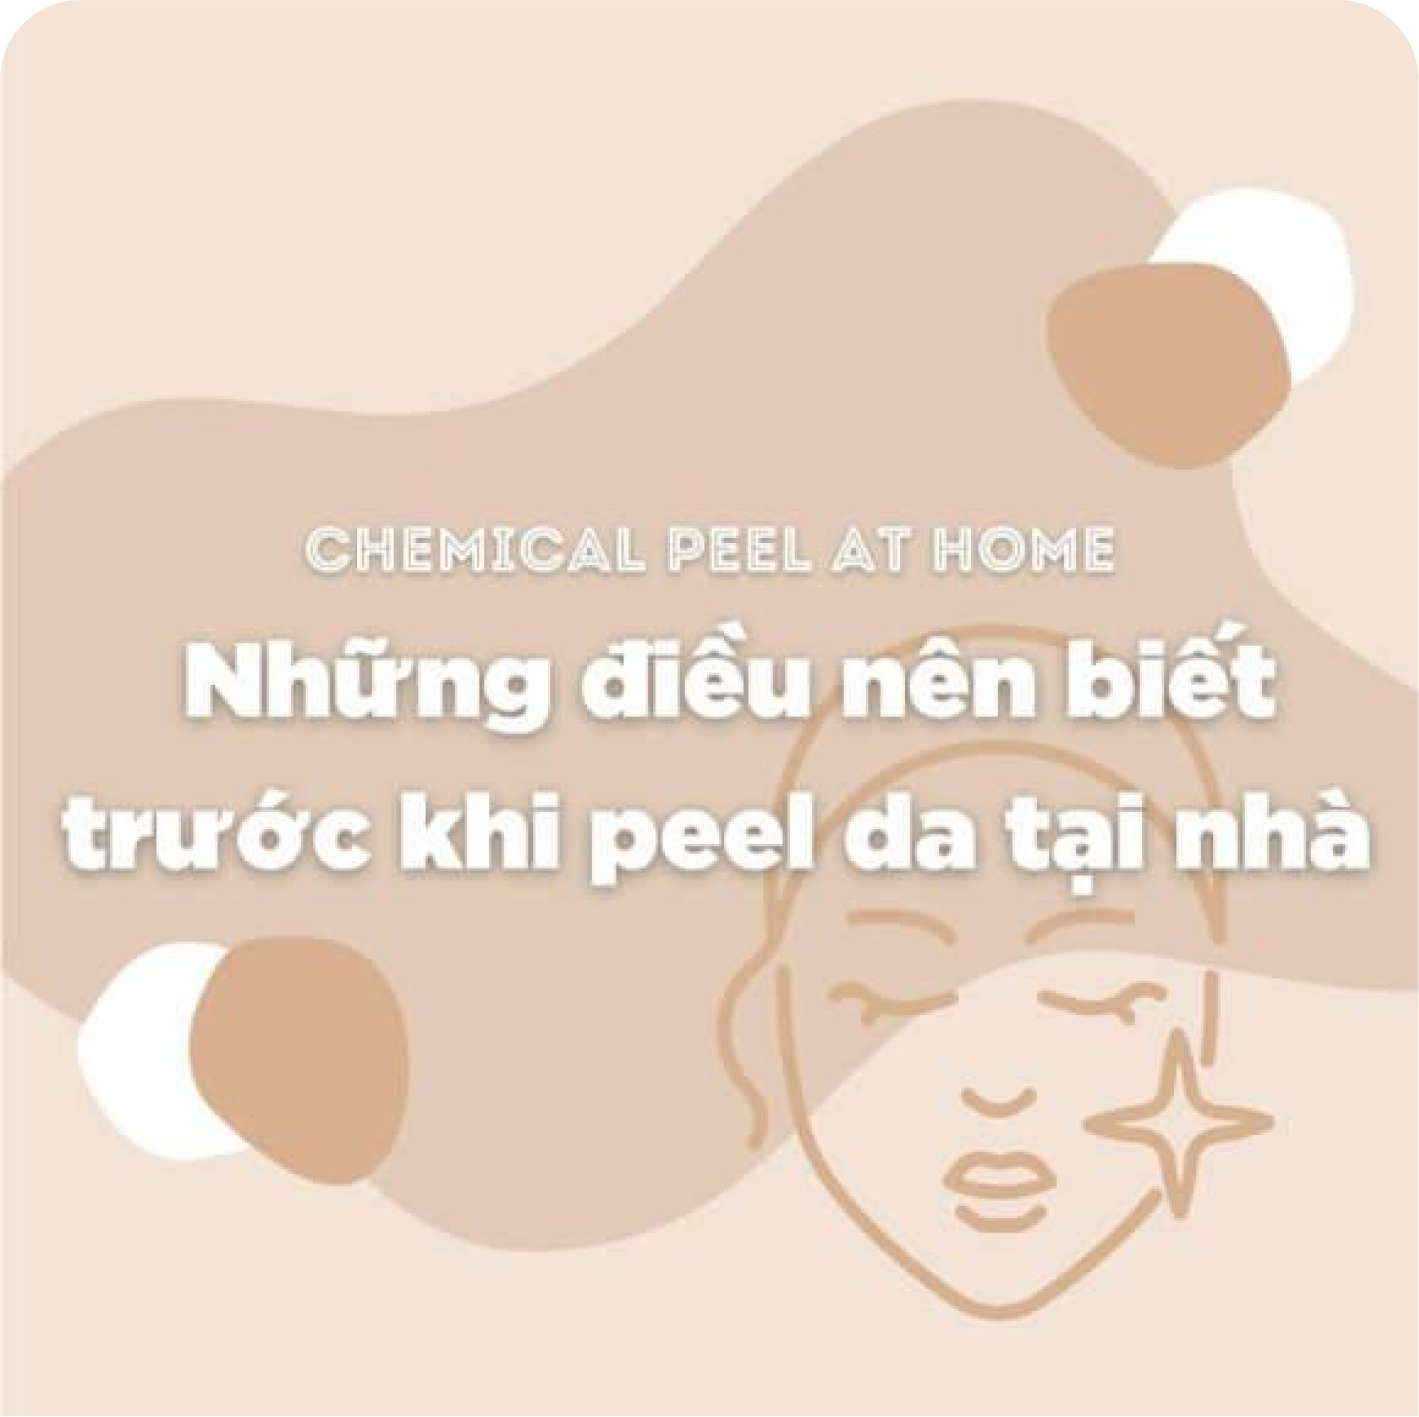 CHEMICAL PEEL AT HOME
Những điều nên biết
trước khi peel da tại nhà